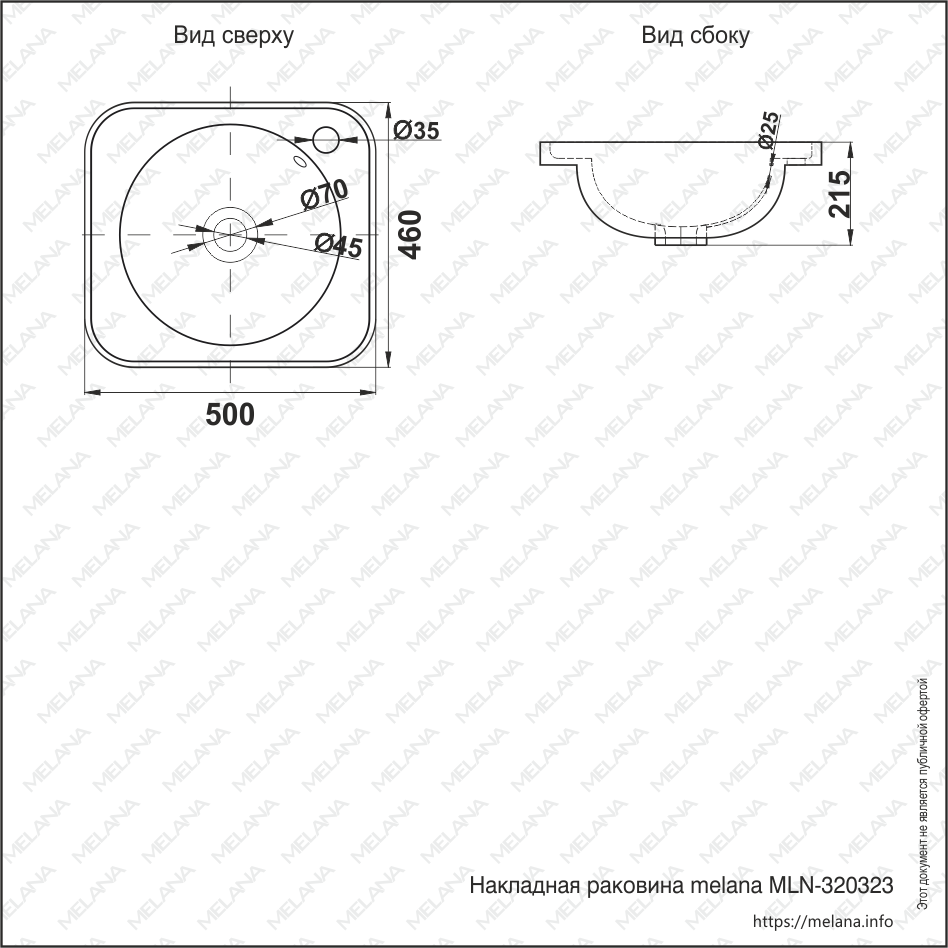 Вид сверху
Вид сбоку
Ø35
Ø70
Ø45
460
500
Ø25
215
Этот документ не является публичной офертой
Накладная раковина melana MLN-320323
https://melana.info
MELANA